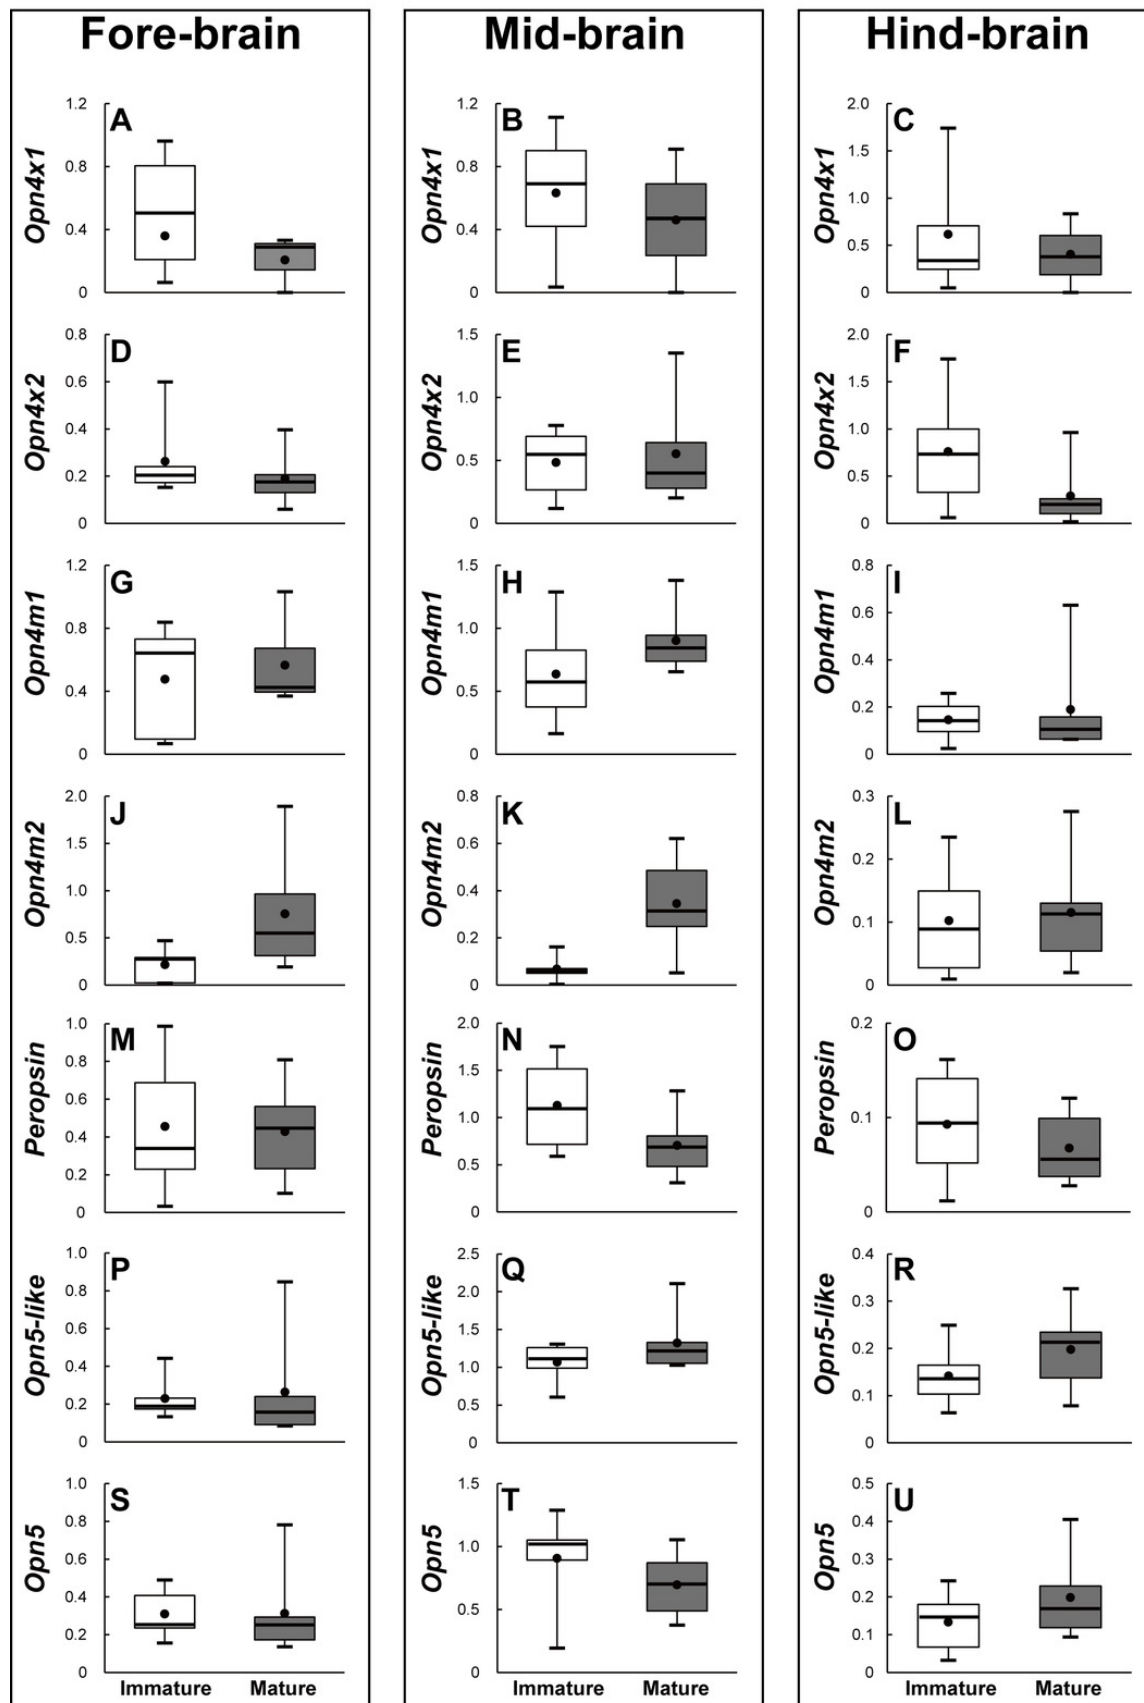 Fore-brain Mid-brain Hind-brain
A B C
Opn4x1 Opn4x1 Opn4x1
1.2 1.2 2.0
0.8 0.8 1.5
0.4 0.4 1.0
0 0 0.5
0
D E F
Opn4x2 Opn4x2 Opn4x2
0.8 1.5 2.0
0.6 1.0 1.5
0.4 0.5 1.0
0.2 0 0.5
0 0
G H I
Opn4m1 Opn4m1 Opn4m1
1.2 1.5 0.8
0.8 1.0 0.6
0.4 0.5 0.4
0 0 0.2
0
J K L
Opn4m2 Opn4m2 Opn4m2
2.0 0.8 0.3
1.5 0.6 0.2
1.0 0.4 0.1
0.5 0.2 0
0 0
M N O
Peropsin Peropsin Peropsin
1.0 2.0 0.2
0.8 1.5 0.1
0.6 1.0 0
0.4 0.5
0.2 0
0
P Q R
Opn5-like Opn5-like Opn5-like
1.0 2.5 0.4
0.8 2.0 0.3
0.6 1.5 0.2
0.4 1.0 0.1
0.2 0.5 0
0 0
S T U
Opn5 Opn5 Opn5
1.0 1.5 0.5
0.8 1.0 0.4
0.6 0.5 0.3
0.4 0 0.2
0.2 0.1
0 0
Immature Mature Immature Mature Immature Mature